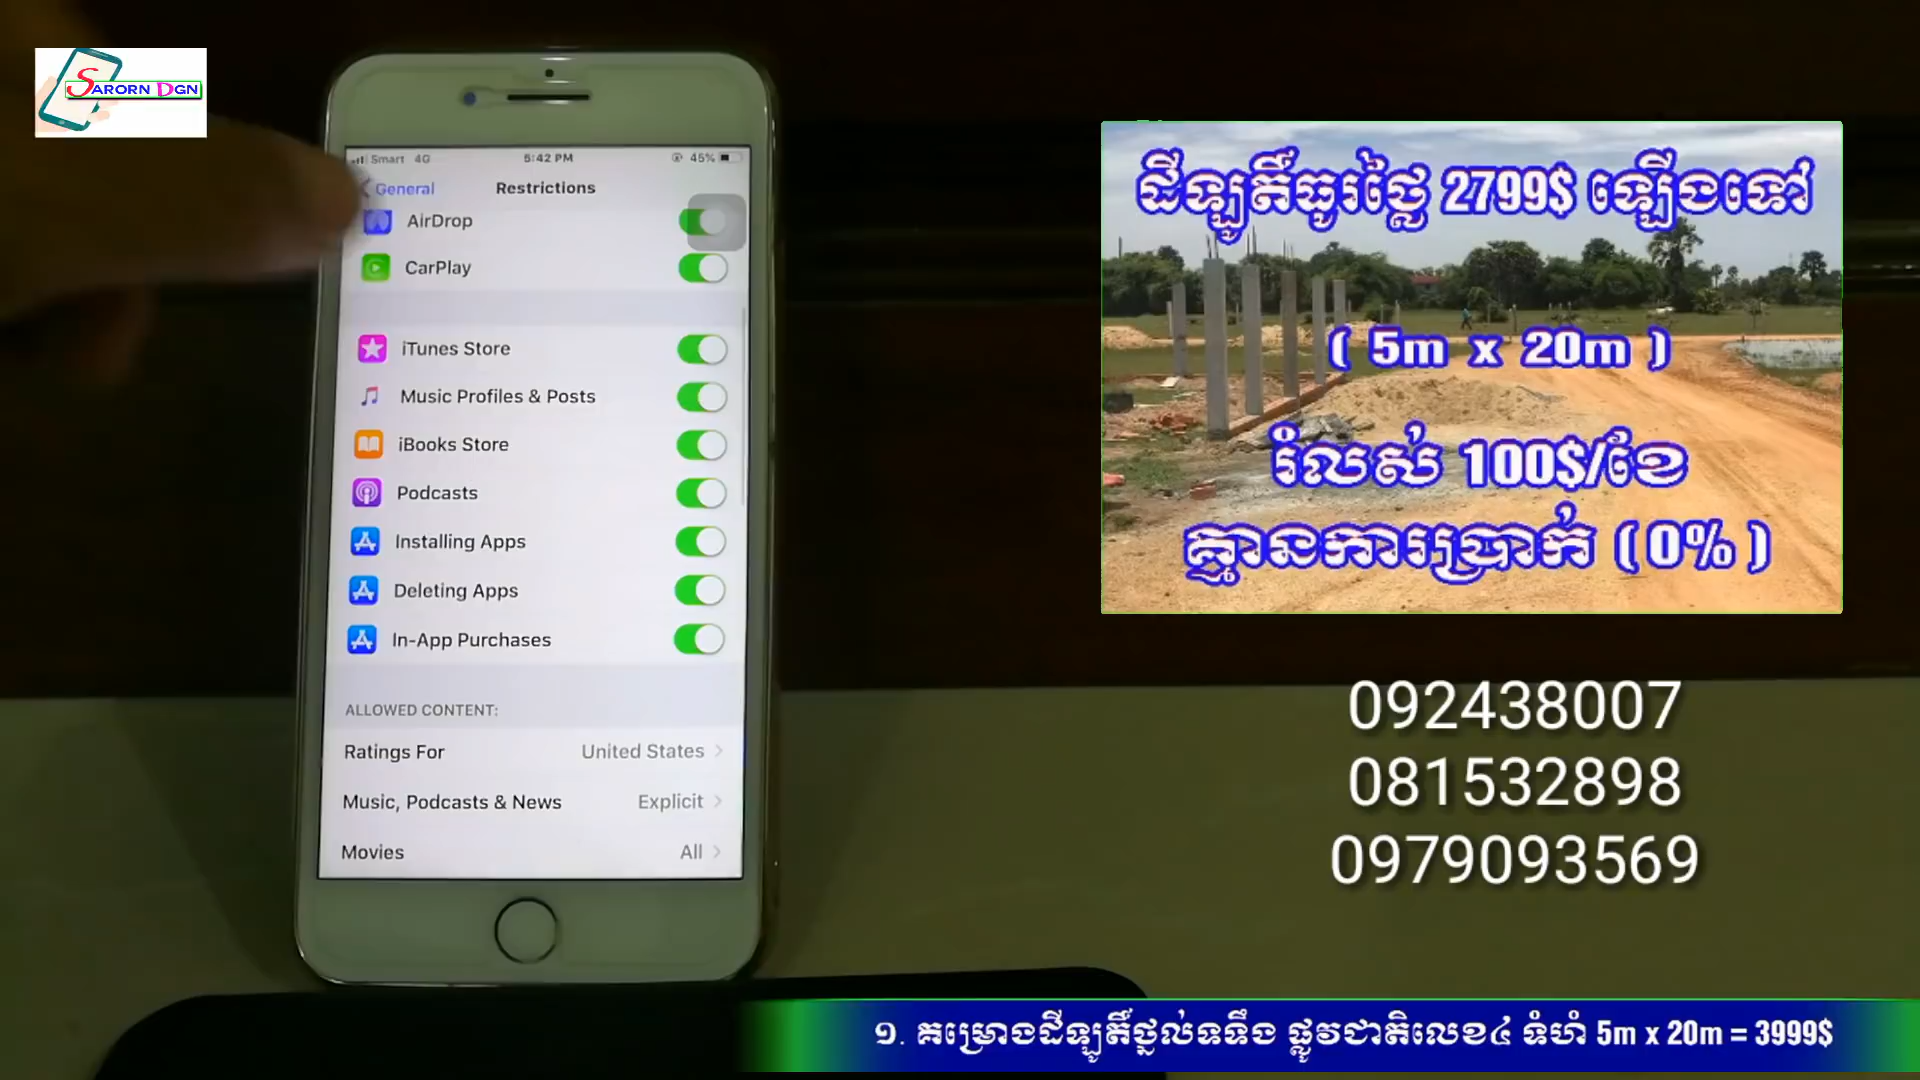 SARORN DGN
Smart 4G 5:42 PM 45%
General Restrictions
AirDrop
CarPlay
iTunes Store
Music Profiles & Posts
iBooks Store
Podcasts
Installing Apps
Deleting Apps
In-App Purchases
ALLOWED CONTENT:
Ratings For United States
Music, Podcasts & News Explicit
Movies All
ដីឡូតិ៍ធូរថ្លៃ 2799$ ឡើងទៅ
( 5m x 20m )
រំលស់ 100$/ខែ
គ្មានការប្រាក់ ( 0% )
092438007
081532898
0979093569
១. គម្រោងដីឡូតិ៍ថ្នល់ទទឹង ផ្លូវជាតិលេខ៤ ទំហំ 5m x 20m = 3999$